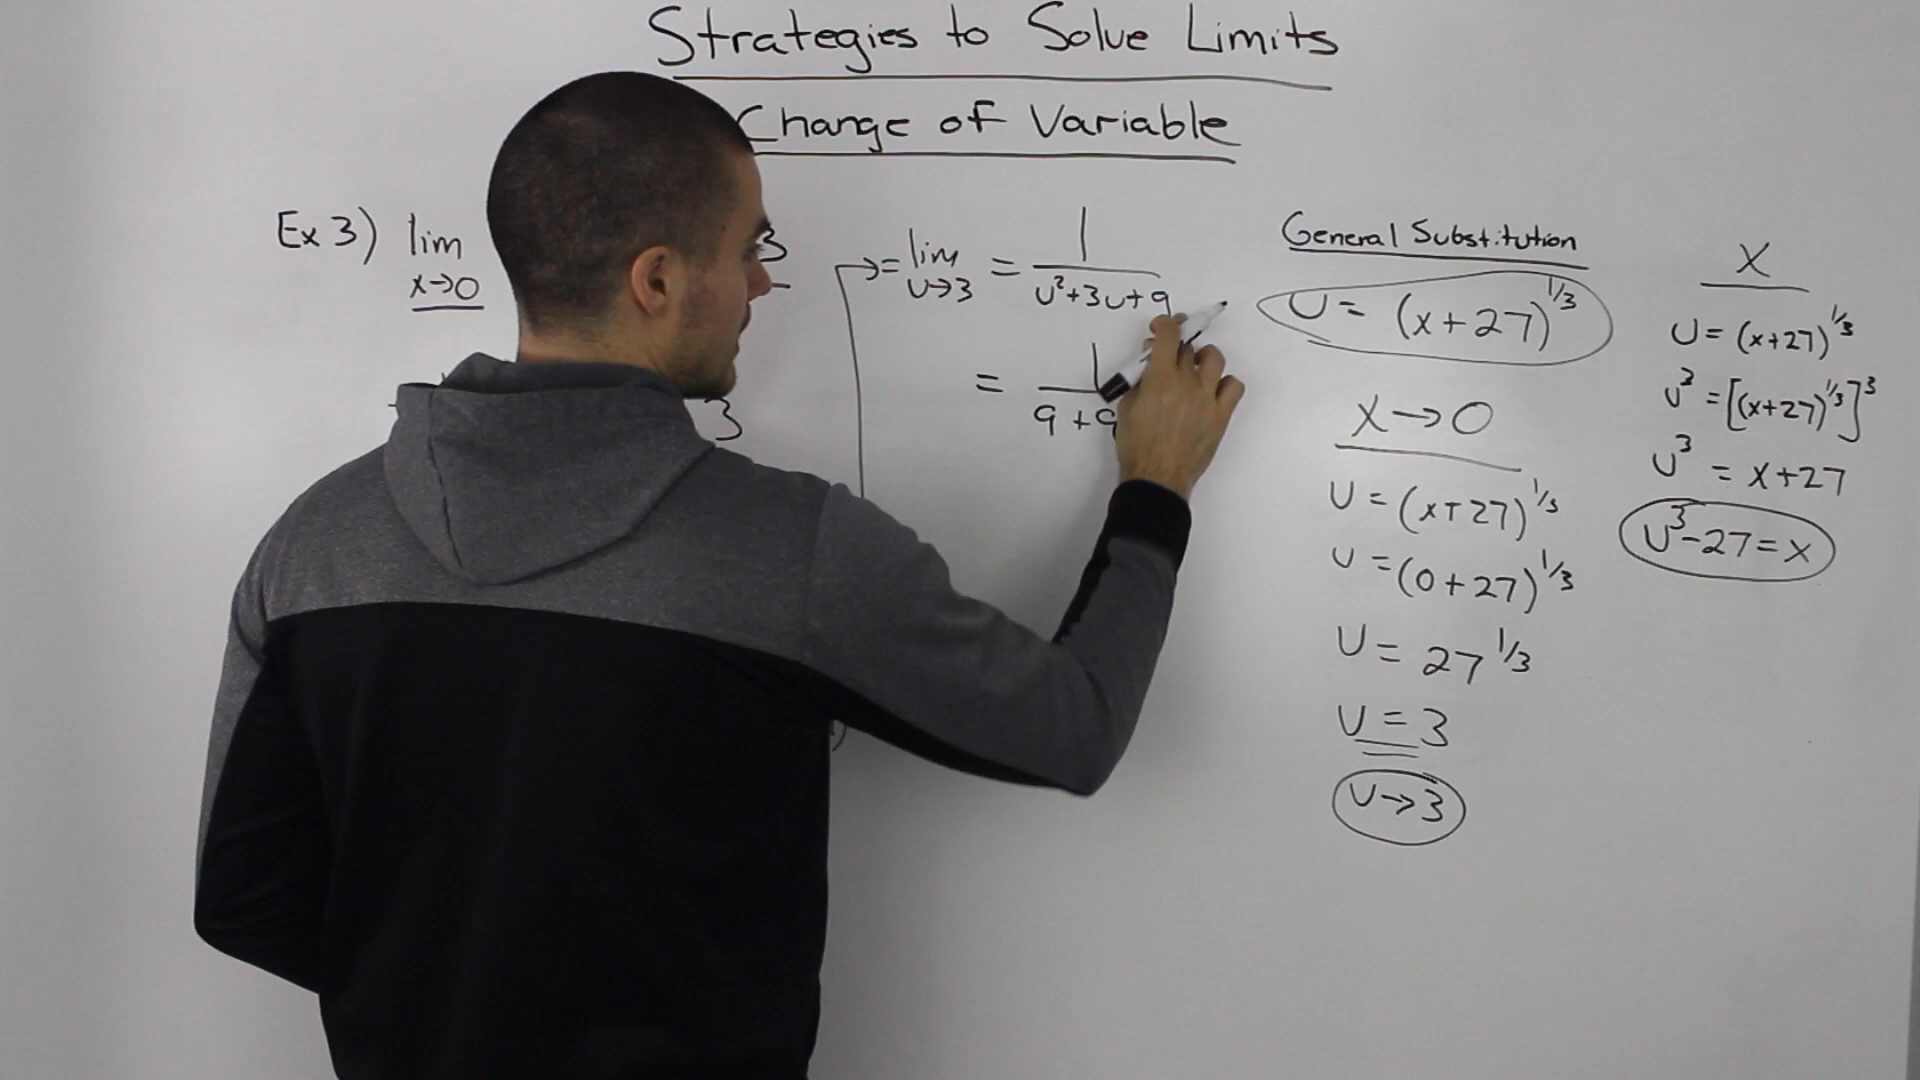 Strategies to Solve Limits
Change of Variable
Ex 3) lim 3
x→0
3
→= lim = 1
u→3 u²+3u+9
= 1
9+9
General Substitution
U = (x+27)^1/3
x→0
U = (x+27)^1/3
U = (0+27)^1/3
U = 27^1/3
U = 3
U→3
X
U = (x+27)^1/3
U³ = [(x+27)^1/3]³
U³ = x+27
U³-27=x